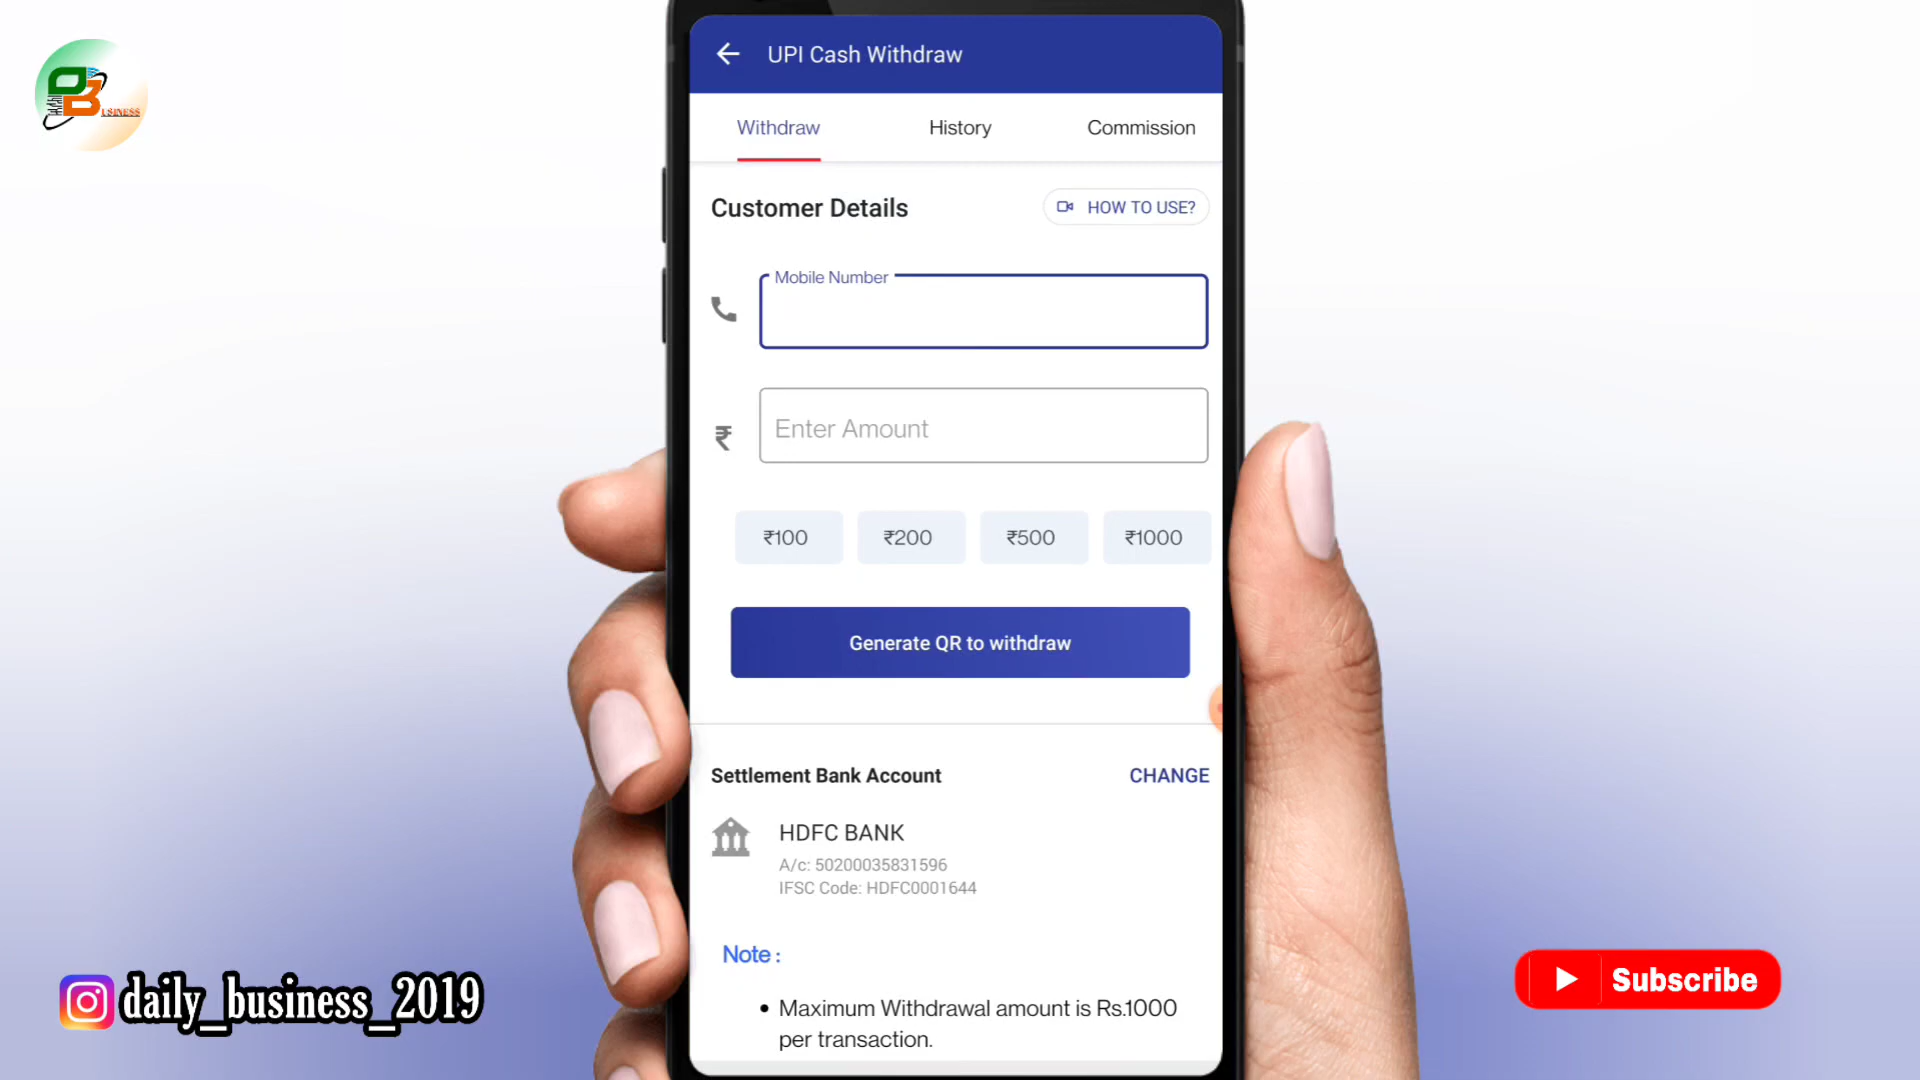 UPI Cash Withdraw
Withdraw
History
Commission
Customer Details
HOW TO USE?
Mobile Number
₹
Enter Amount
₹100
₹200
₹500
₹1000
Generate QR to withdraw
Settlement Bank Account
CHANGE
HDFC BANK
A/c: 50200035831596
IFSC Code: HDFC0001644
Note :
• Maximum Withdrawal amount is Rs.1000
per transaction.
daily_business_2019
Subscribe